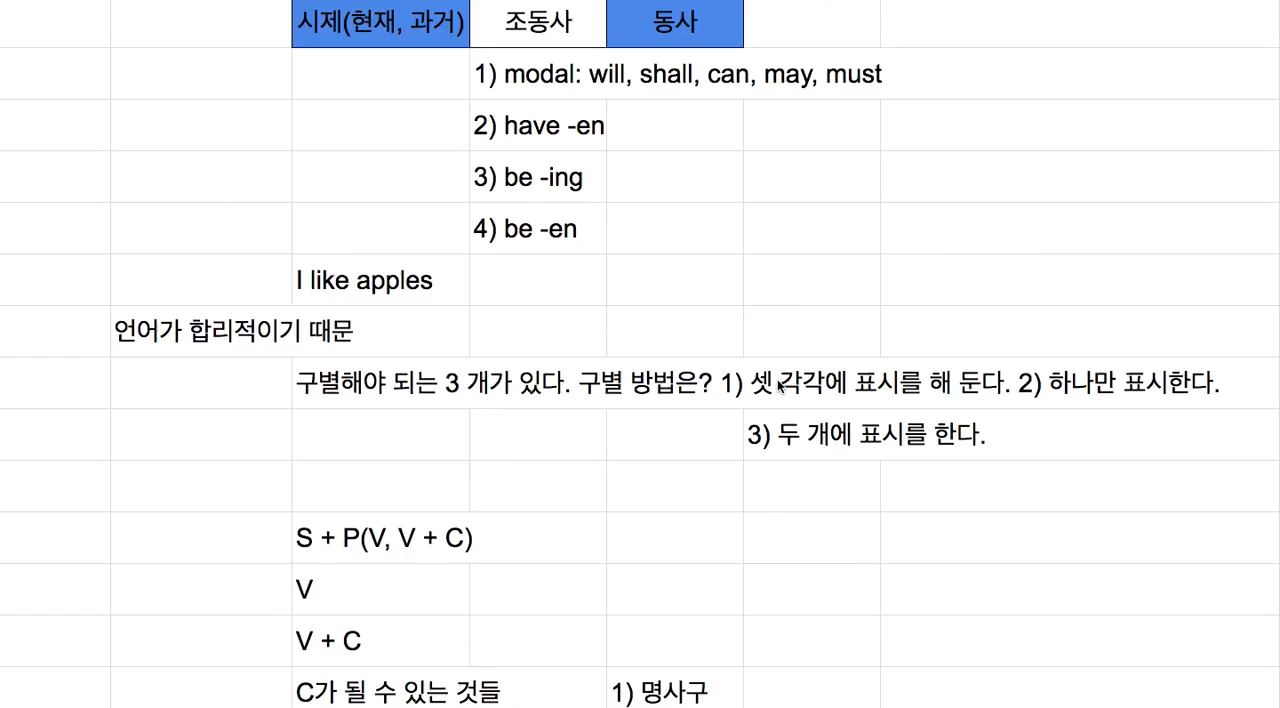 시제(현재, 과거) 조동사 동사
1) modal: will, shall, can, may, must
2) have -en
3) be -ing
4) be -en
I like apples
언어가 합리적이기 때문
구별해야 되는 3 개가 있다. 구별 방법은? 1) 셋 각각에 표시를 해 둔다. 2) 하나만 표시한다.
3) 두 개에 표시를 한다.
S + P(V, V + C)
V
V + C
C가 될 수 있는 것들 1) 명사구